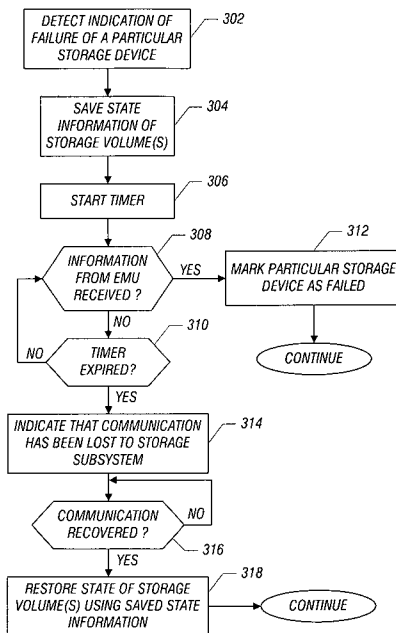 DETECT INDICATION OF
FAILURE OF A PARTICULAR
STORAGE DEVICE
302
SAVE STATE
INFORMATION OF
STORAGE VOLUME(S)
304
START TIMER
306
308
INFORMATION
FROM EMU
RECEIVED ?
YES
312
MARK PARTICULAR STORAGE
DEVICE AS FAILED
CONTINUE
NO
310
NO
TIMER
EXPIRED?
YES
INDICATE THAT COMMUNICATION
HAS BEEN LOST TO STORAGE
SUBSYSTEM
314
COMMUNICATION
RECOVERED ?
NO
316
YES
318
RESTORE STATE OF STORAGE
VOLUME(S) USING SAVED STATE
INFORMATION
CONTINUE